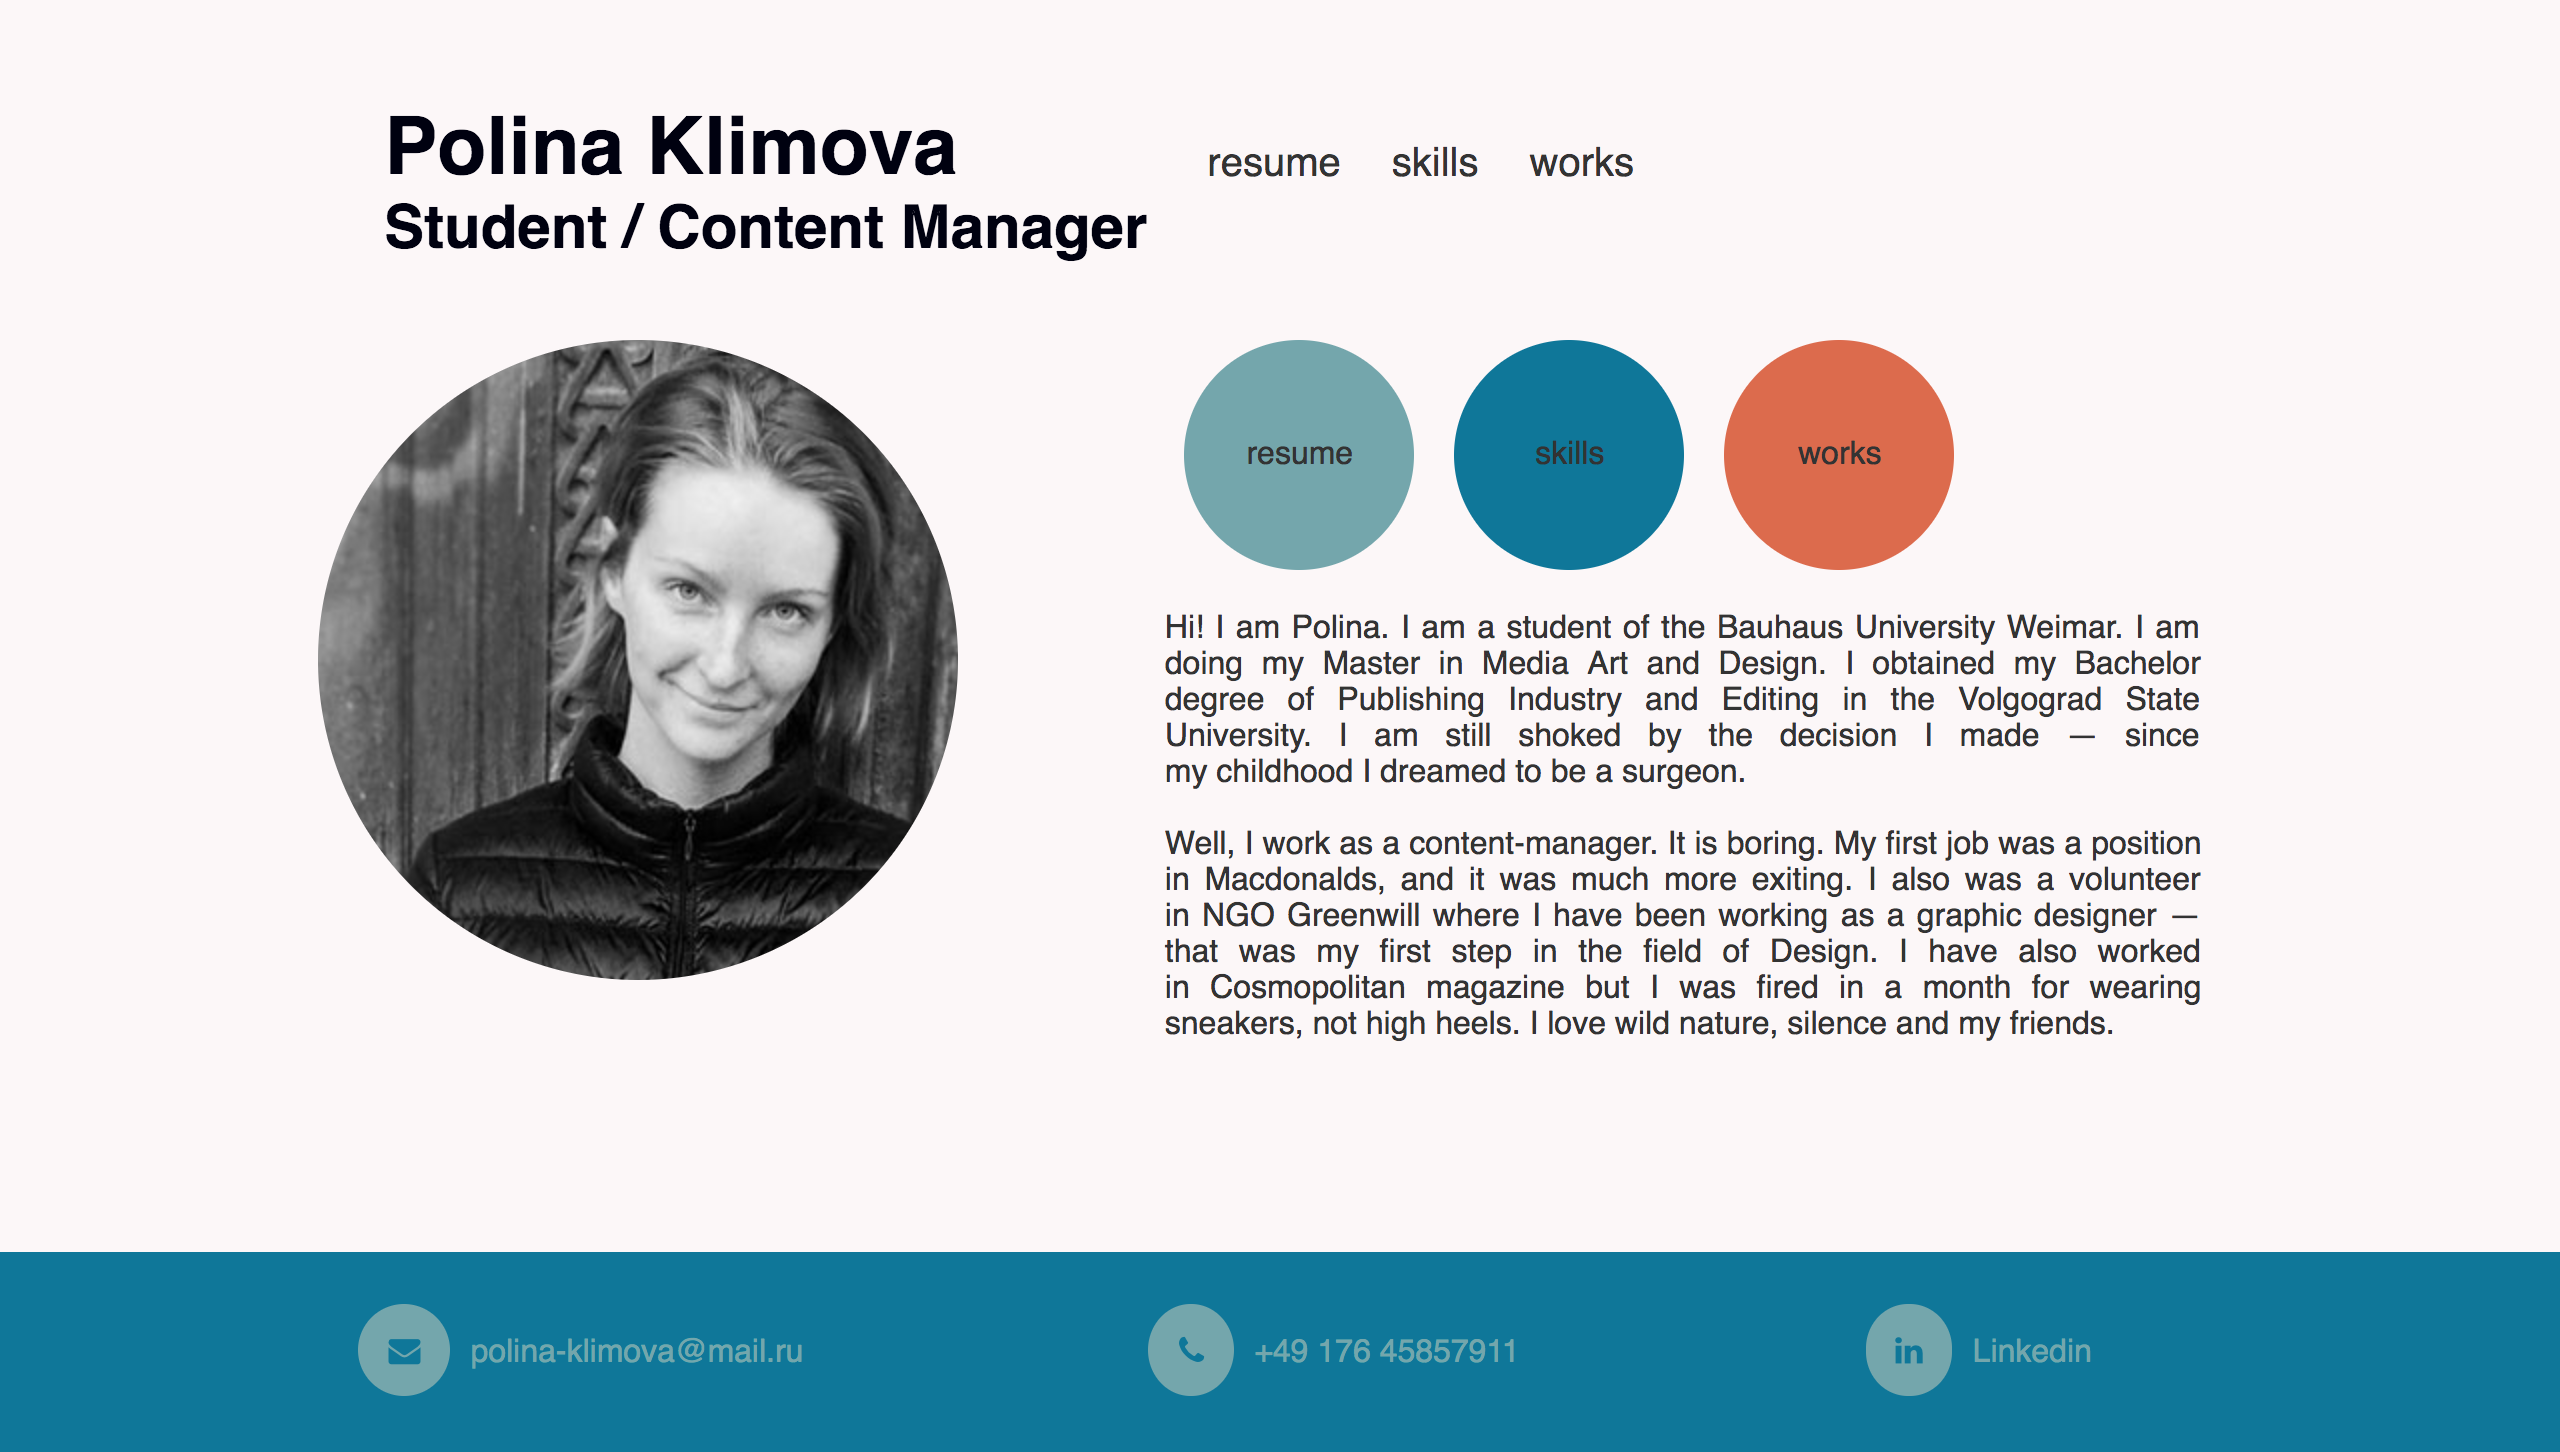 Polina Klimova
Student / Content Manager
resume skills works
resume skills works
Hi! I am Polina. I am a student of the Bauhaus University Weimar. I am
doing my Master in Media Art and Design. I obtained my Bachelor
degree of Publishing Industry and Editing in the Volgograd State
University. I am still shoked by the decision I made — since
my childhood I dreamed to be a surgeon.
Well, I work as a content-manager. It is boring. My first job was a position
in Macdonalds, and it was much more exiting. I also was a volunteer
in NGO Greenwill where I have been working as a graphic designer —
that was my first step in the field of Design. I have also worked
in Cosmopolitan magazine but I was fired in a month for wearing
sneakers, not high heels. I love wild nature, silence and my friends.
polina-klimova@mail.ru
+49 176 45857911
in Linkedin